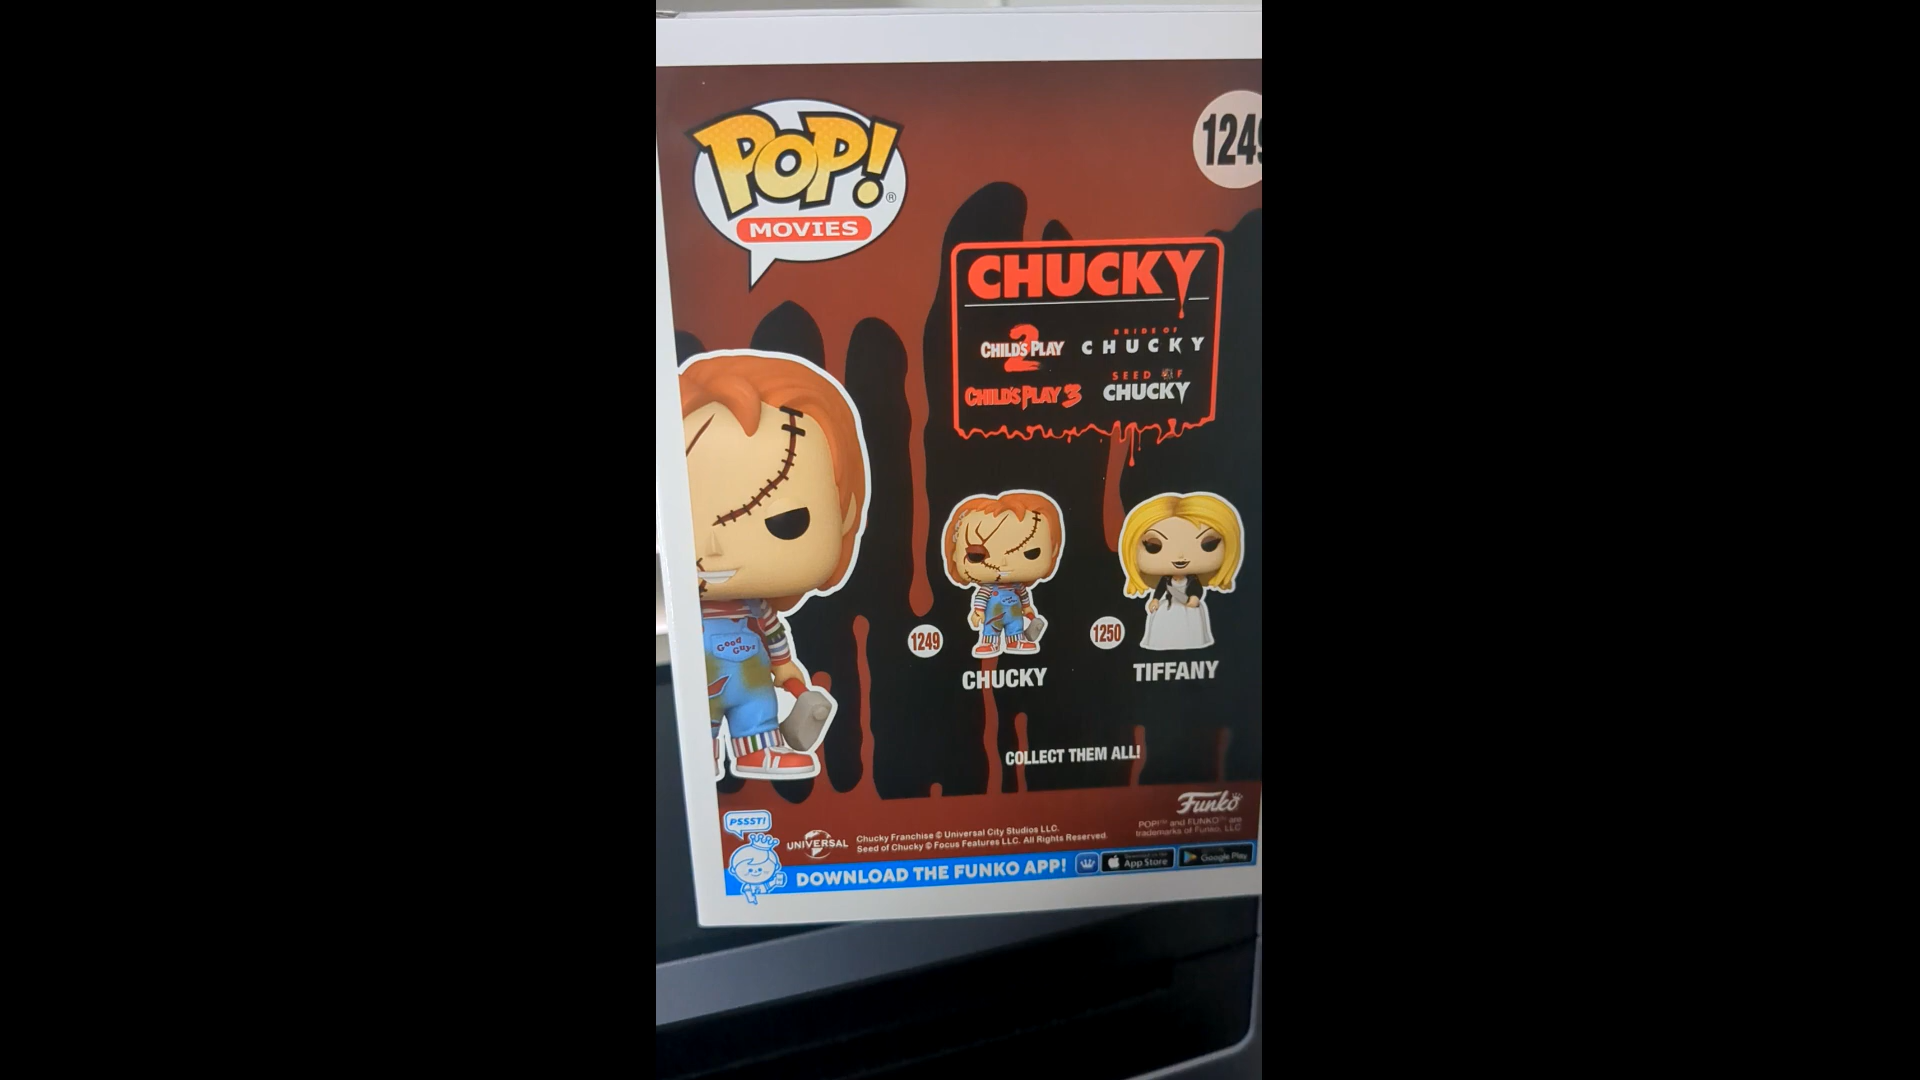 POP!
®
MOVIES
1249
CHUCKY
CHILD'S PLAY 2
BRIDE OF
CHUCKY
CHILD'S PLAY 3
SEED OF
CHUCKY
Good
Guys
1249
CHUCKY
1250
TIFFANY
COLLECT THEM ALL!
PSSST!
UNIVERSAL
Chucky Franchise © Universal City Studios LLC.
Seed of Chucky © Focus Features LLC. All Rights Reserved.
Funko
POP!™ and FUNKO™ are
trademarks of Funko, LLC
DOWNLOAD THE FUNKO APP!
App Store
Google Play